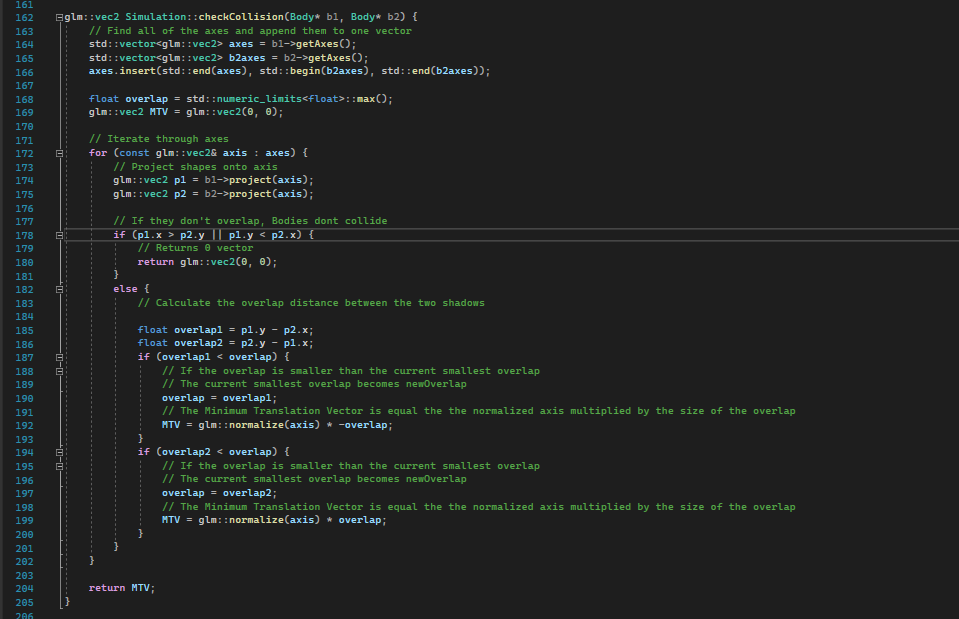 161
162 glm::vec2 Simulation::checkCollision(Body* b1, Body* b2) {
163     // Find all of the axes and append them to one vector
164     std::vector<glm::vec2> axes = b1->getAxes();
165     std::vector<glm::vec2> b2axes = b2->getAxes();
166     axes.insert(std::end(axes), std::begin(b2axes), std::end(b2axes));
167
168     float overlap = std::numeric_limits<float>::max();
169     glm::vec2 MTV = glm::vec2(0, 0);
170
171     // Iterate through axes
172     for (const glm::vec2& axis : axes) {
173         // Project shapes onto axis
174         glm::vec2 p1 = b1->project(axis);
175         glm::vec2 p2 = b2->project(axis);
176
177         // If they don't overlap, Bodies dont collide
178         if (p1.x > p2.y || p1.y < p2.x) {
179             // Returns 0 vector
180             return glm::vec2(0, 0);
181         }
182         else {
183             // Calculate the overlap distance between the two shadows
184
185             float overlap1 = p1.y - p2.x;
186             float overlap2 = p2.y - p1.x;
187             if (overlap1 < overlap) {
188                 // If the overlap is smaller than the current smallest overlap
189                 // The current smallest overlap becomes newOverlap
190                 overlap = overlap1;
191                 // The Minimum Translation Vector is equal the the normalized axis multiplied by the size of the overlap
192                 MTV = glm::normalize(axis) * -overlap;
193             }
194             if (overlap2 < overlap) {
195                 // If the overlap is smaller than the current smallest overlap
196                 // The current smallest overlap becomes newOverlap
197                 overlap = overlap2;
198                 // The Minimum Translation Vector is equal the the normalized axis multiplied by the size of the overlap
199                 MTV = glm::normalize(axis) * overlap;
200             }
201         }
202     }
203
204     return MTV;
205 }
206